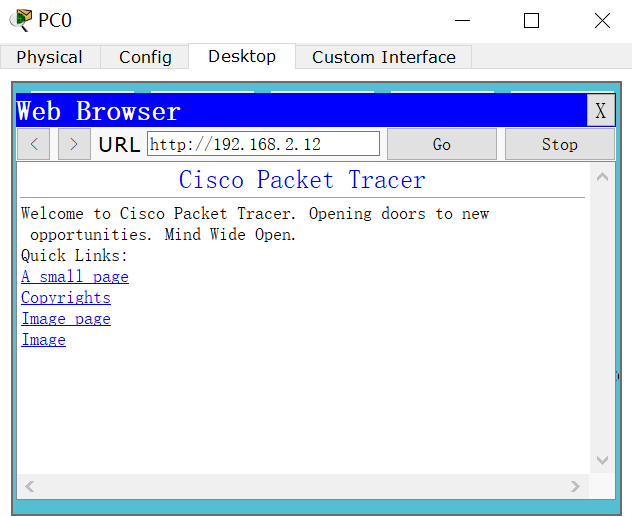 PC0
Physical Config Desktop Custom Interface
Web Browser X
< > URL http://192.168.2.12 Go Stop
Cisco Packet Tracer
Welcome to Cisco Packet Tracer. Opening doors to new
opportunities. Mind Wide Open.
Quick Links:
A small page
Copyrights
Image page
Image